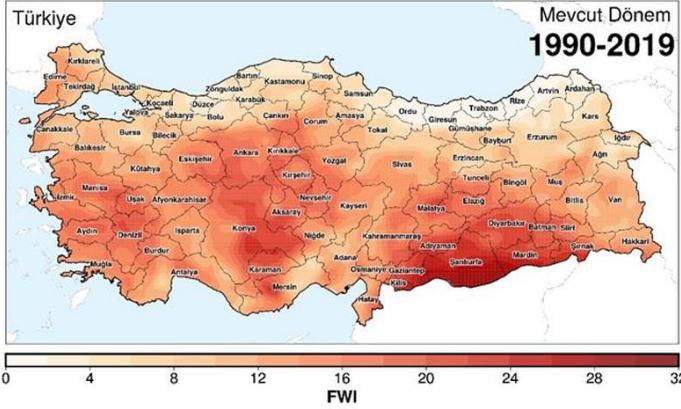 Türkiye
Mevcut Dönem
1990-2019
Kırklareli
Edirne
Tekirdağ
İstanbul
Kocaeli
Yalova
Sakarya
Düzce
Zonguldak
Bartın
Karabük
Kastamonu
Sinop
Samsun
Bolu
Çankırı
Çorum
Amasya
Tokat
Ordu
Giresun
Trabzon
Rize
Artvin
Ardahan
Kars
Gümüşhane
Bayburt
Erzurum
Iğdır
Ağrı
Çanakkale
Balıkesir
Bursa
Bilecik
Kütahya
Eskişehir
Ankara
Kırıkkale
Yozgat
Sivas
Erzincan
Tunceli
Bingöl
Muş
Kırşehir
Manisa
İzmir
Uşak
Afyonkarahisar
Aksaray
Nevşehir
Kayseri
Malatya
Elazığ
Bitlis
Van
Aydın
Denizli
Isparta
Konya
Niğde
Kahramanmaraş
Adıyaman
Diyarbakır
Batman
Siirt
Şırnak
Hakkari
Burdur
Muğla
Antalya
Karaman
Mersin
Adana
Osmaniye
Gaziantep
Kilis
Şanlıurfa
Mardin
Hatay
0 4 8 12 16 20 24 28 32
FWI